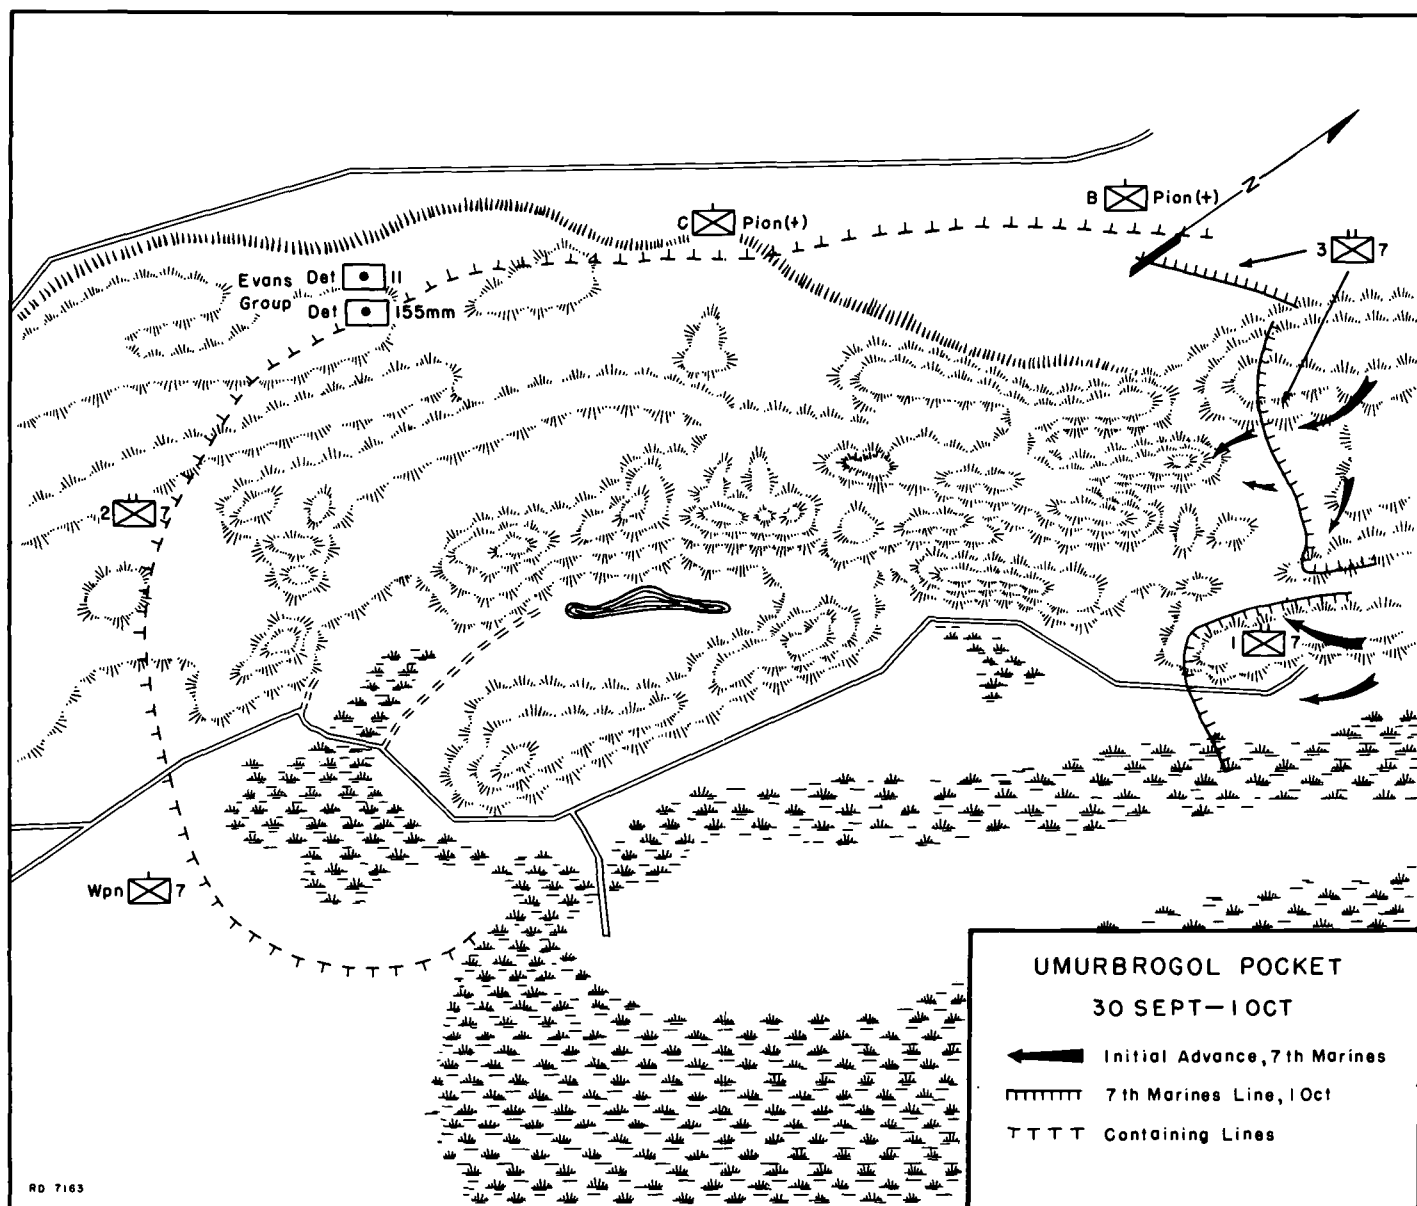 N
B Pion(+)
3 7
C Pion(+)
Evans Group
Det 11
Det 155mm
2 7
1 7
Wpn 7
UMURBROGOL POCKET
30 SEPT—1 OCT
Initial Advance, 7th Marines
7th Marines Line, 1 Oct
Containing Lines
RD 7163